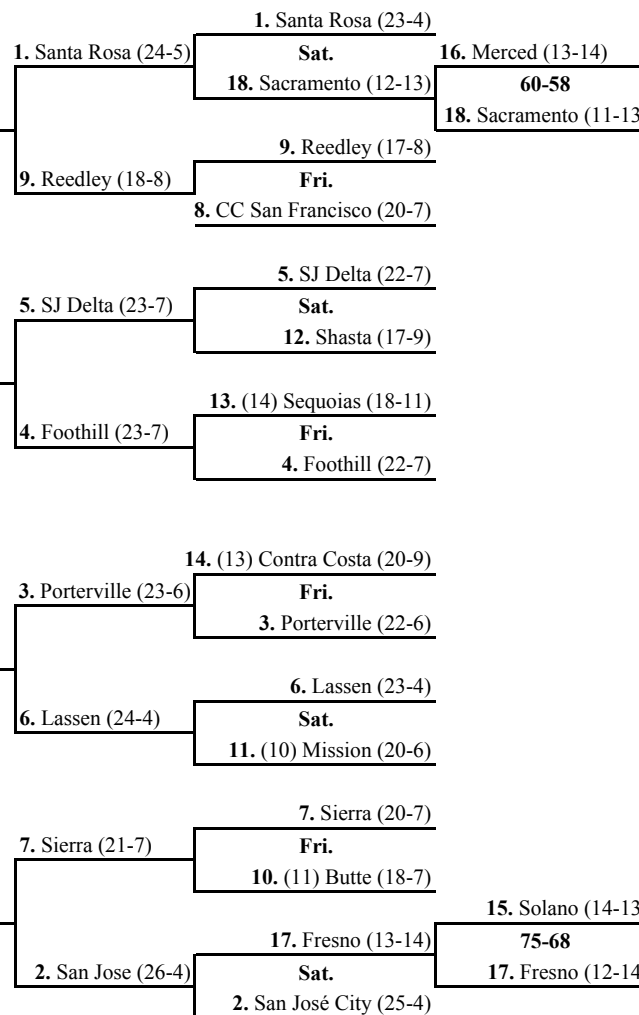 1. Santa Rosa (23-4)
1. Santa Rosa (24-5)
Sat.
16. Merced (13-14)
18. Sacramento (12-13)
60-58
18. Sacramento (11-13
9. Reedley (17-8)
9. Reedley (18-8)
Fri.
8. CC San Francisco (20-7)
5. SJ Delta (22-7)
5. SJ Delta (23-7)
Sat.
12. Shasta (17-9)
13. (14) Sequoias (18-11)
4. Foothill (23-7)
Fri.
4. Foothill (22-7)
14. (13) Contra Costa (20-9)
3. Porterville (23-6)
Fri.
3. Porterville (22-6)
6. Lassen (23-4)
6. Lassen (24-4)
Sat.
11. (10) Mission (20-6)
7. Sierra (20-7)
7. Sierra (21-7)
Fri.
10. (11) Butte (18-7)
15. Solano (14-13
17. Fresno (13-14)
75-68
2. San Jose (26-4)
Sat.
17. Fresno (12-14
2. San José City (25-4)